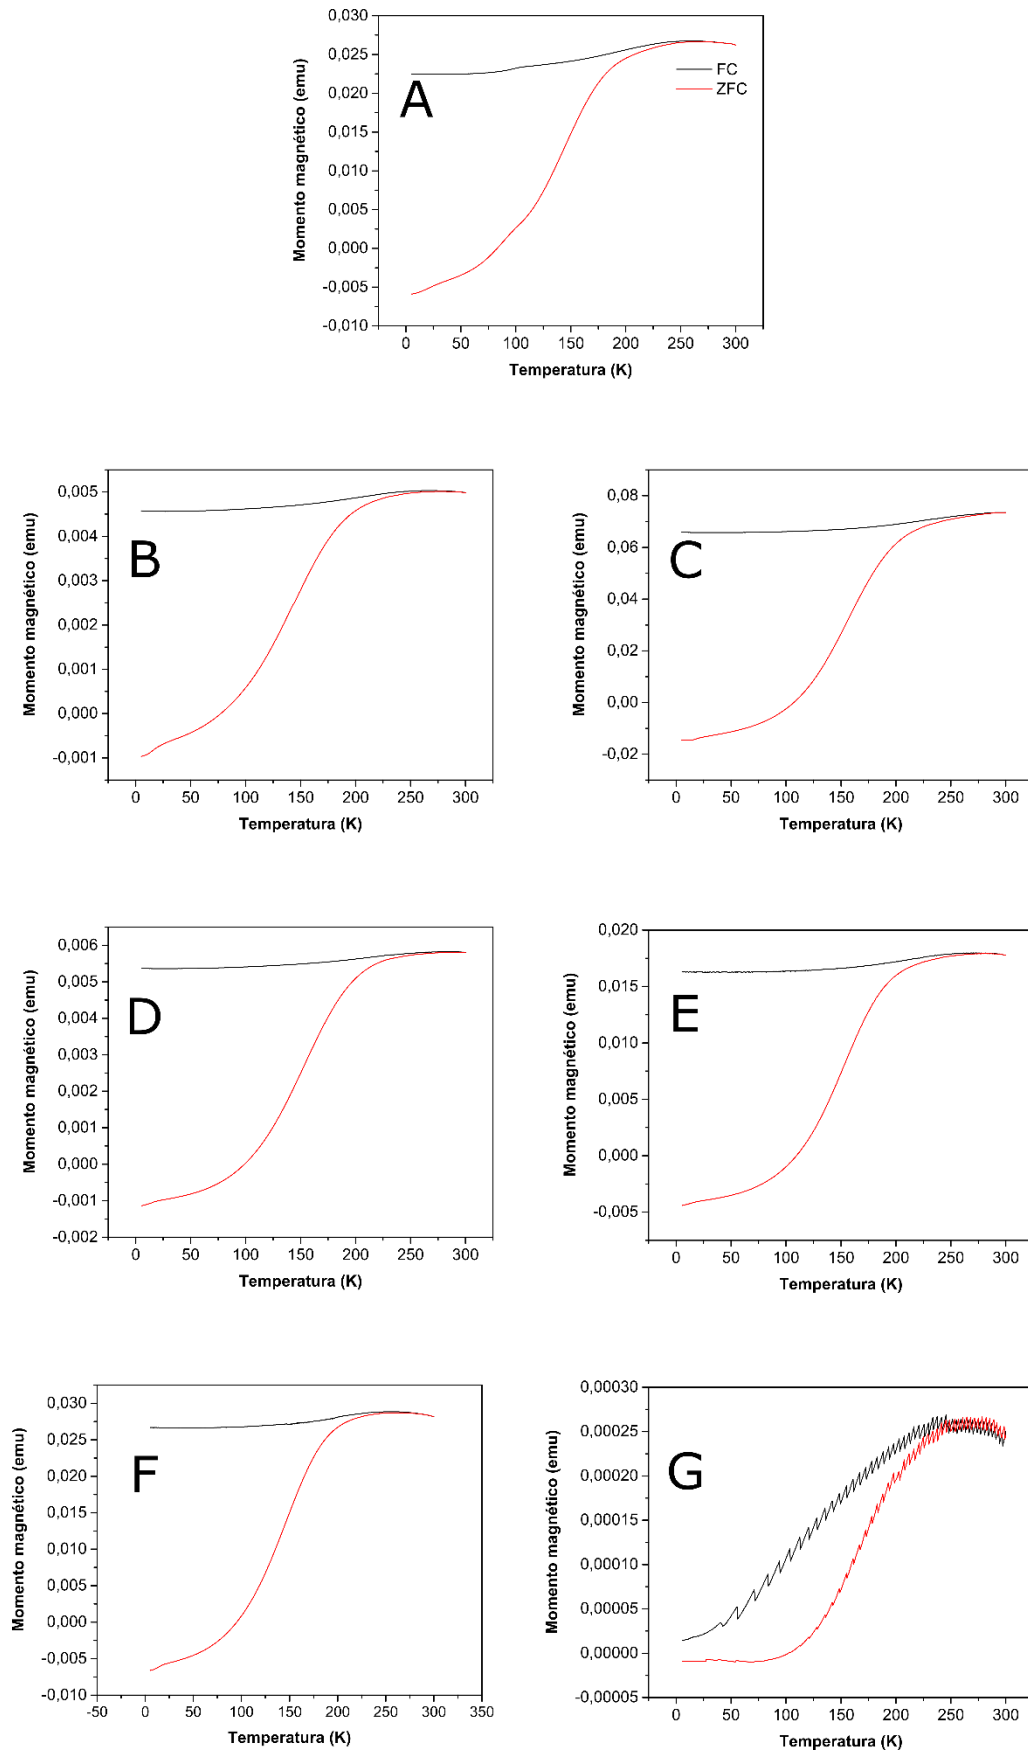 0,030
0,025
0,020
0,015
0,010
0,005
0,000
-0,005
-0,010
Momento magnético (emu)
A
FC
ZFC
0 50 100 150 200 250 300
Temperatura (K)
0,005
0,004
0,003
0,002
0,001
0,000
-0,001
Momento magnético (emu)
B
0 50 100 150 200 250 300
Temperatura (K)
0,08
0,06
0,04
0,02
0,00
-0,02
Momento magnético (emu)
C
0 50 100 150 200 250 300
Temperatura (K)
0,006
0,005
0,004
0,003
0,002
0,001
0,000
-0,001
-0,002
Momento magnético (emu)
D
0 50 100 150 200 250 300
Temperatura (K)
0,020
0,015
0,010
0,005
0,000
-0,005
Momento magnético (emu)
E
0 50 100 150 200 250 300
Temperatura (K)
0,030
0,025
0,020
0,015
0,010
0,005
0,000
-0,005
-0,010
Momento magnético (emu)
F
-50 0 50 100 150 200 250 300 350
Temperatura (K)
0,00030
0,00025
0,00020
0,00015
0,00010
0,00005
0,00000
-0,00005
Momento magnético (emu)
G
0 50 100 150 200 250 300
Temperatura (K)